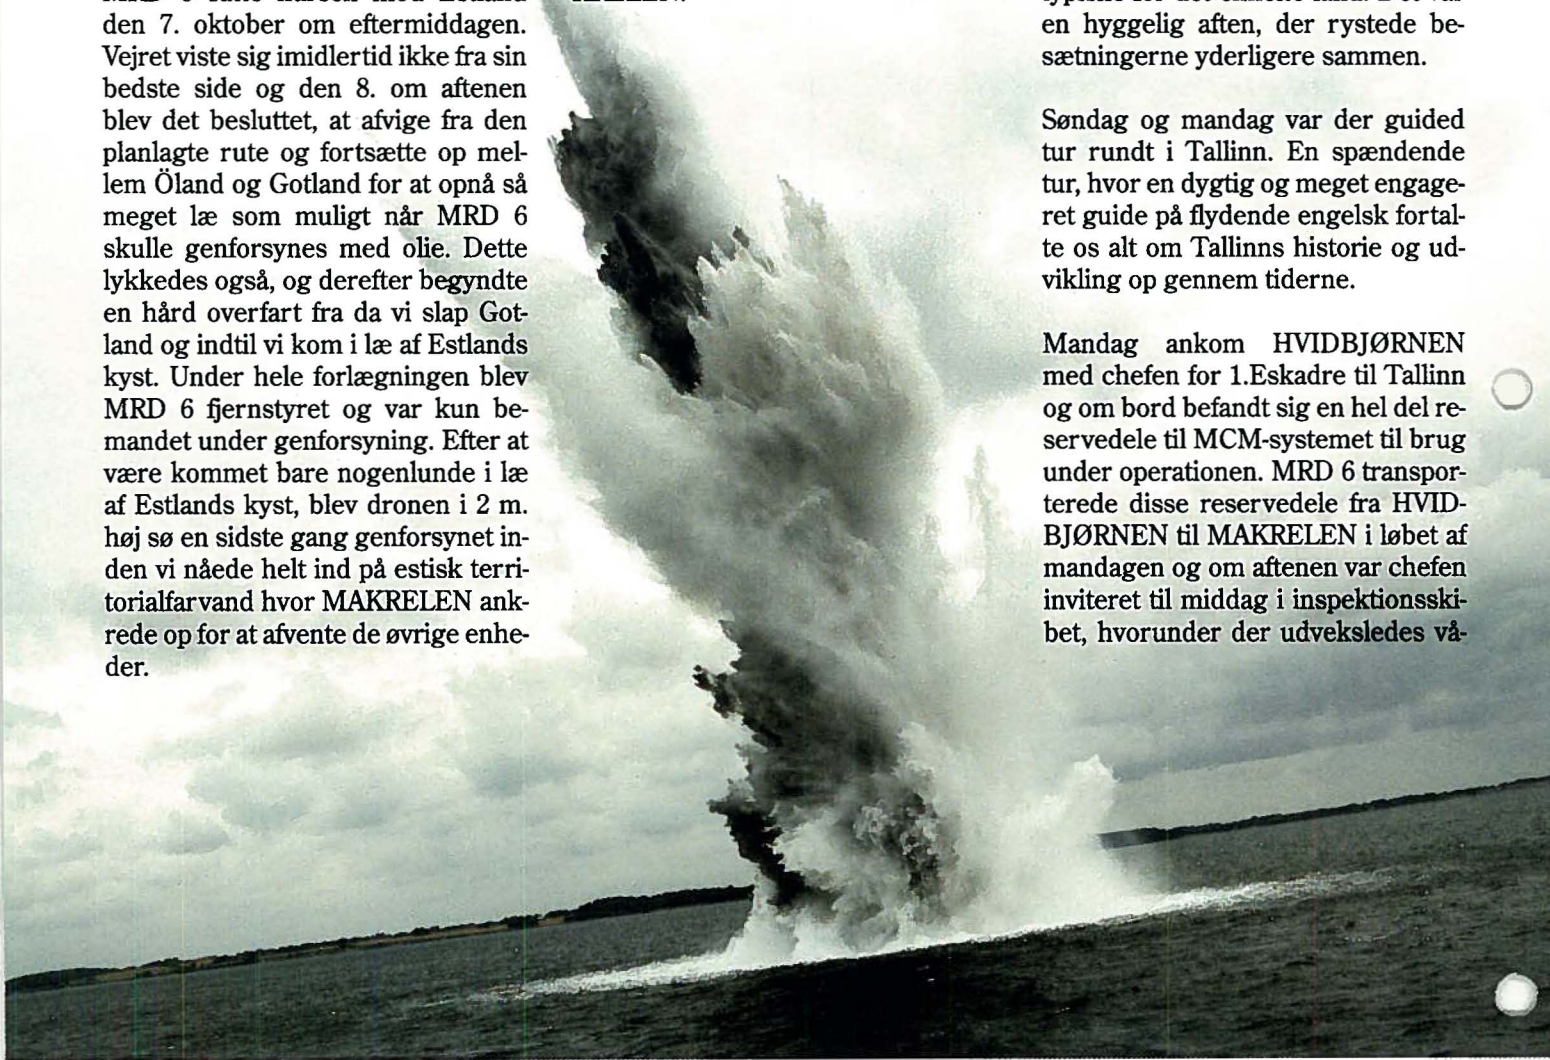 den 7. oktober om eftermiddagen.
Vejret viste sig imidlertid ikke fra sin
bedste side og den 8. om aftenen
blev det besluttet, at afvige fra den
planlagte rute og fortsætte op mel-
lem Öland og Gotland for at opnå så
meget læ som muligt når MRD 6
skulle genforsynes med olie. Dette
lykkedes også, og derefter begyndte
en hård overfart fra da vi slap Got-
land og indtil vi kom i læ af Estlands
kyst. Under hele forlægningen blev
MRD 6 fjernstyret og var kun be-
mandet under genforsyning. Efter at
være kommet bare nogenlunde i læ
af Estlands kyst, blev dronen i 2 m.
høj sø en sidste gang genforsynet in-
den vi nåede helt ind på estisk terri-
torialfarvand hvor MAKRELEN ank-
rede op for at afvente de øvrige enhe-
der.
en hyggelig aften, der rystede be-
sætningerne yderligere sammen.
Søndag og mandag var der guided
tur rundt i Tallinn. En spændende
tur, hvor en dygtig og meget engage-
ret guide på flydende engelsk fortal-
te os alt om Tallinns historie og ud-
vikling op gennem tiderne.
Mandag ankom HVIDBJØRNEN
med chefen for 1.Eskadre til Tallinn
og om bord befandt sig en hel del re-
servedele til MCM-systemet til brug
under operationen. MRD 6 transpor-
terede disse reservedele fra HVID-
BJØRNEN til MAKRELEN i løbet af
mandagen og om aftenen var chefen
inviteret til middag i inspektionsski-
bet, hvorunder der udveksledes vå-